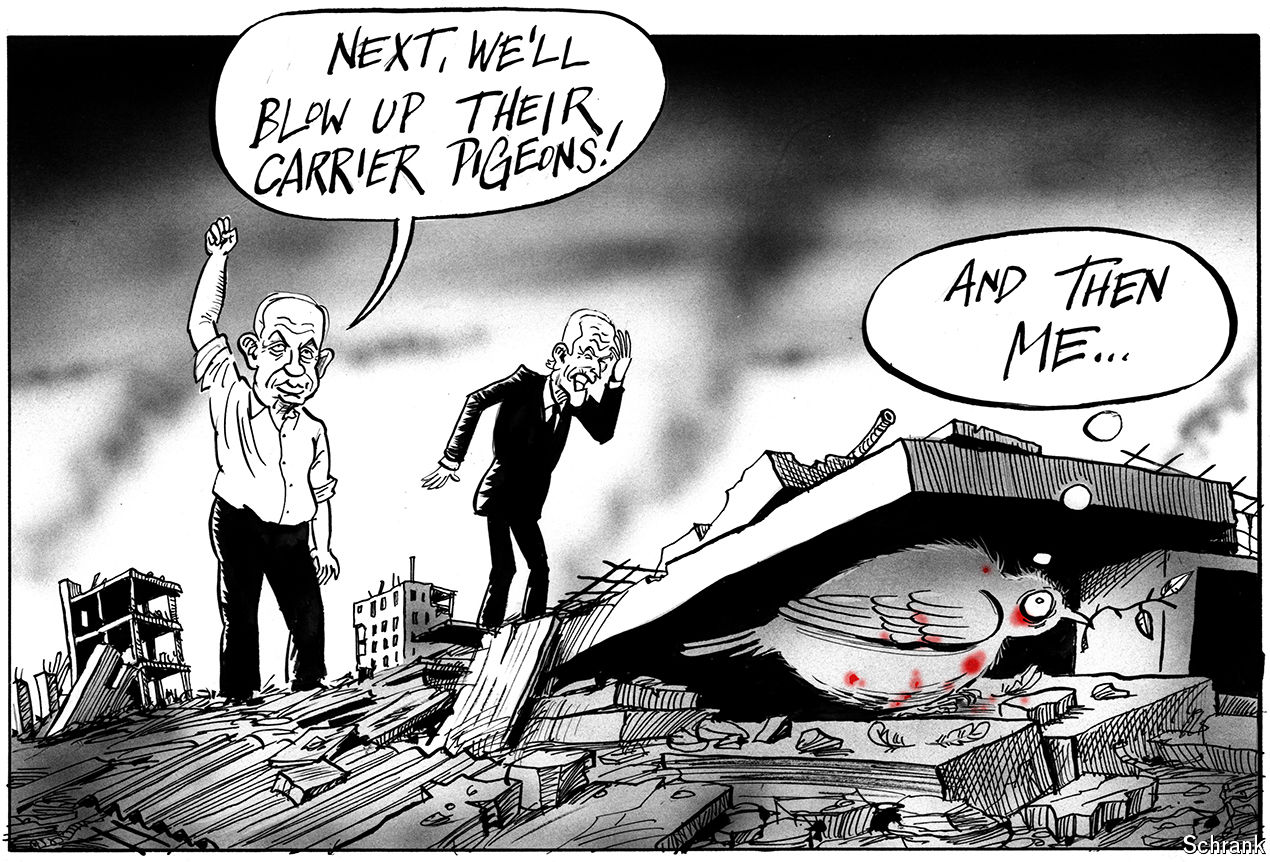 NEXT, WE'LL
BLOW UP THEIR
CARRIER PIGEONS!
AND THEN
ME...
Schrank